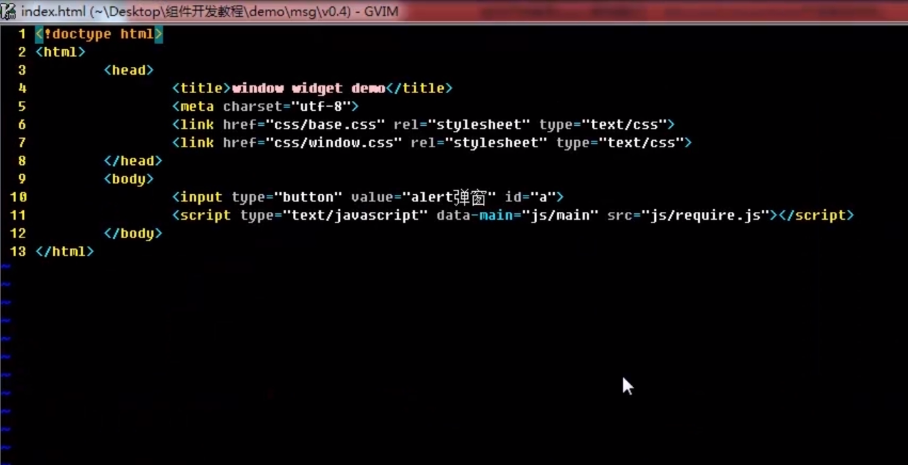 index.html (~\Desktop\组件开发教程\demo\msg\v0.4) - GVIM
1 <!doctype html>
2 <html>
3 <head>
4 <title>window widget demo</title>
5 <meta charset="utf-8">
6 <link href="css/base.css" rel="stylesheet" type="text/css">
7 <link href="css/window.css" rel="stylesheet" type="text/css">
8 </head>
9 <body>
10 <input type="button" value="alert弹窗" id="a">
11 <script type="text/javascript" data-main="js/main" src="js/require.js"></script>
12 </body>
13 </html>